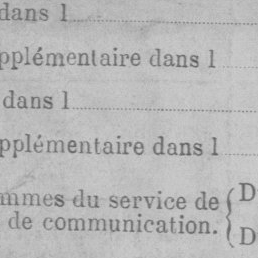 dans l
pplémentaire dans l
dans l
pplémentaire dans l
mmes du service de { D
de communication. { D